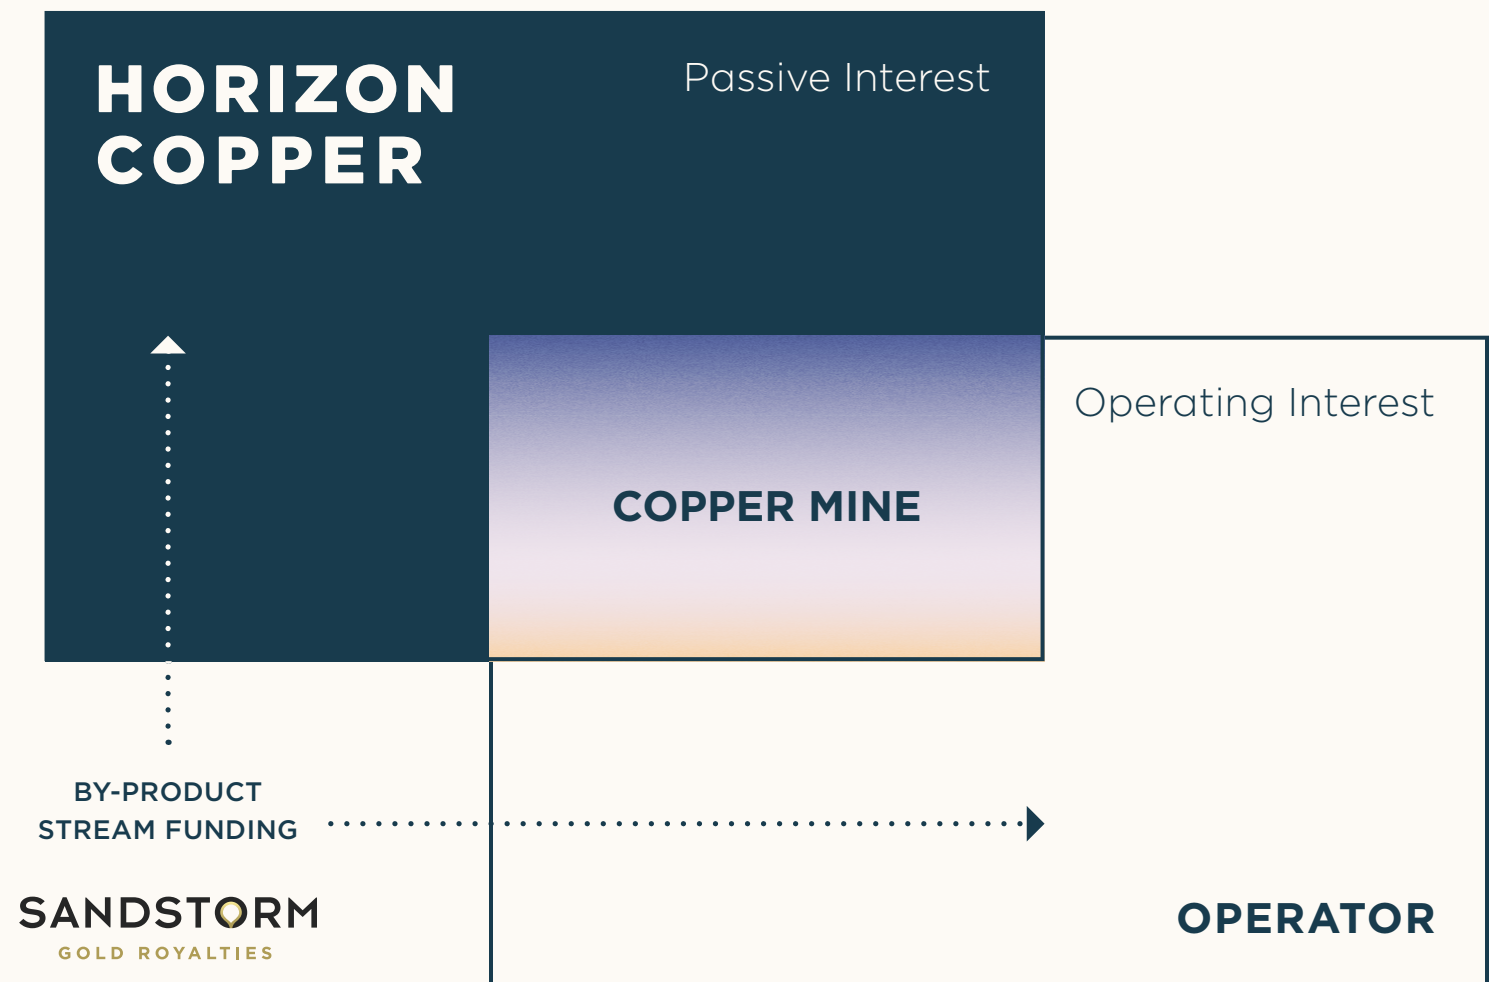 HORIZON
COPPER
Passive Interest
Operating Interest
COPPER MINE
BY-PRODUCT
STREAM FUNDING
SANDSTORM
GOLD ROYALTIES
OPERATOR